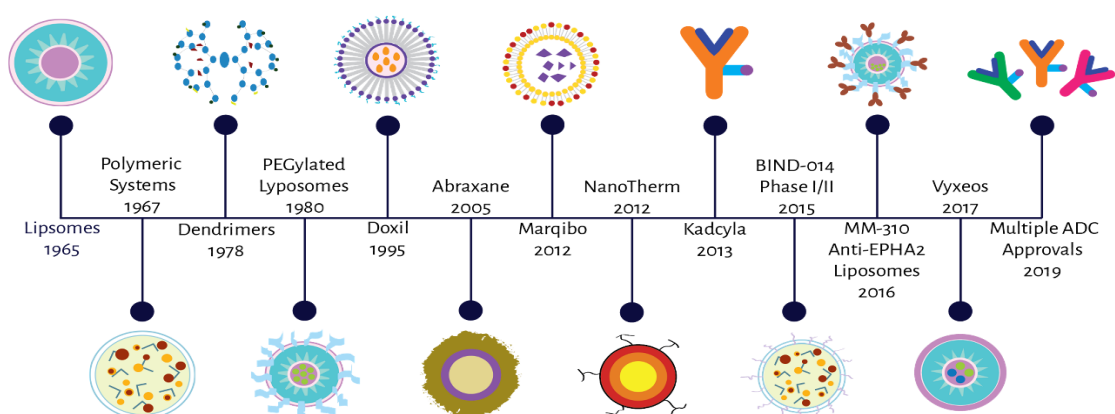 Lipsomes
1965
Polymeric
Systems
1967
Dendrimers
1978
PEGylated
Lyposomes
1980
Doxil
1995
Abraxane
2005
Marqibo
2012
NanoTherm
2012
Kadcyla
2013
BIND-014
Phase I/II
2015
MM-310
Anti-EPHA2
Liposomes
2016
Vyxeos
2017
Multiple ADC
Approvals
2019